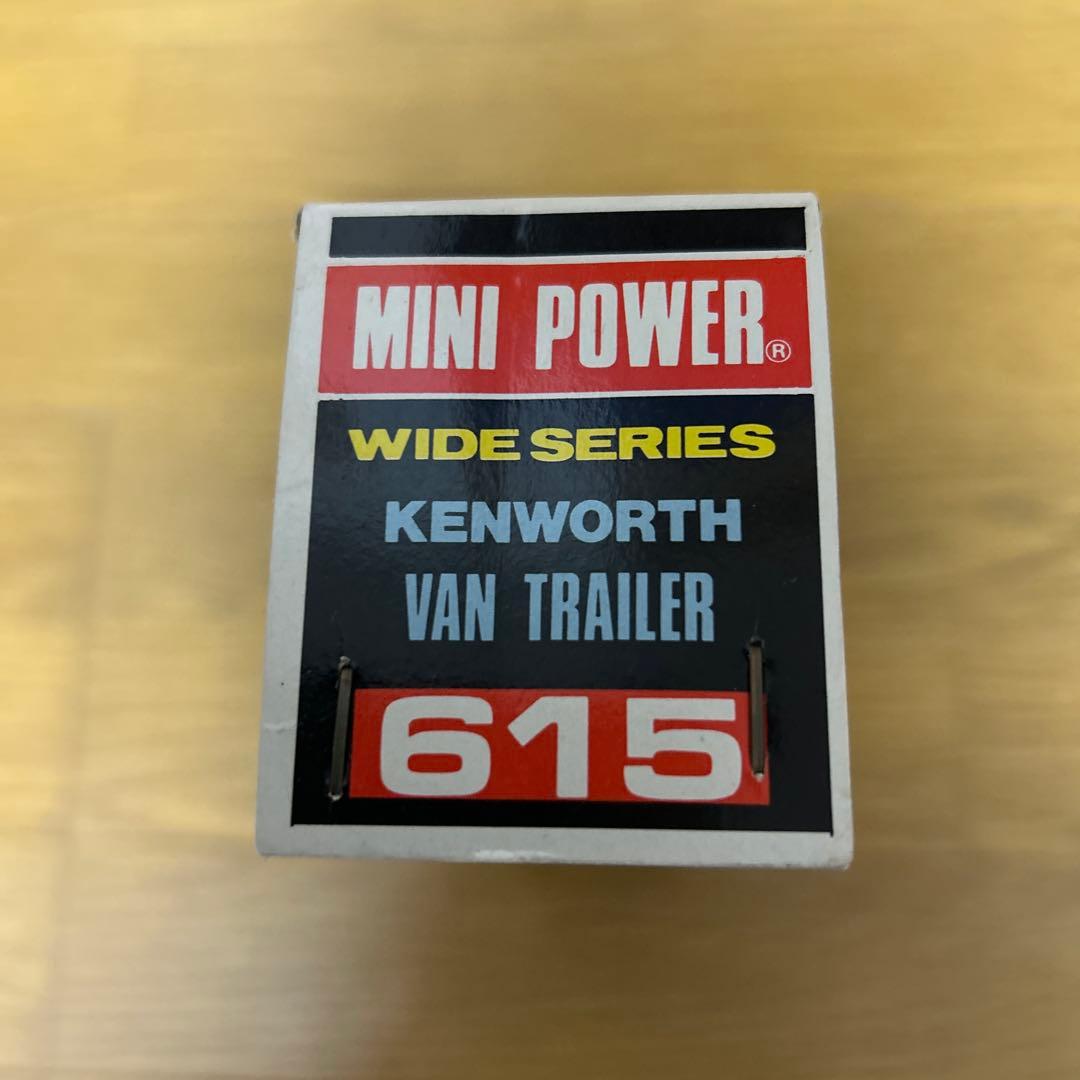 MINI POWER®
WIDE SERIES
KENWORTH
VAN TRAILER
615